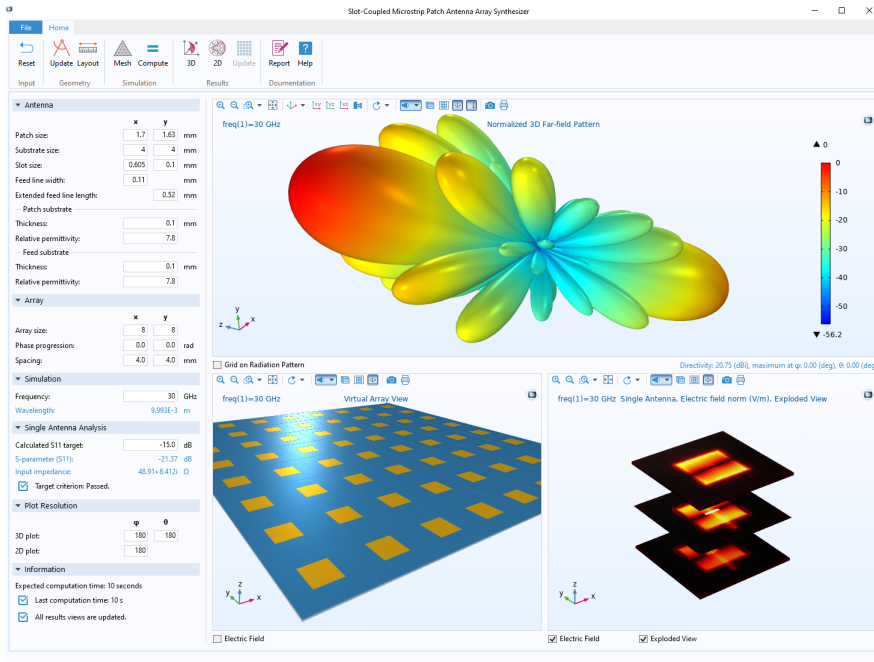 Slot-Coupled Microstrip Patch Antenna Array Synthesizer
File Home
Reset Update Layout Mesh Compute 3D 2D Update Report Help
Input Geometry Simulation Results Documentation
Antenna
x y
Patch size: 1.7 1.63 mm
Substrate size: 4 4 mm
Slot size: 0.605 0.1 mm
Feed line width: 0.11 mm
Extended feed line length: 0.52 mm
Patch substrate
Thickness: 0.1 mm
Relative permittivity: 7.8
Feed substrate
Thickness: 0.1 mm
Relative permittivity: 7.8
Array
x y
Array size: 8 8
Phase progression: 0.0 0.0 rad
Spacing: 4.0 4.0 mm
Simulation
Frequency: 30 GHz
Wavelength: 9.993E-3 m
Single Antenna Analysis
Calculated S11 target: -15.0 dB
S-parameter (S11): -21.37 dB
Input impedance: 48.91+8.412i Ω
Target criterion: Passed.
Plot Resolution
φ θ
3D plot: 180 180
2D plot: 180
Information
Expected computation time: 10 seconds
Last computation time: 10 s
All results views are updated.
xy yz xz
freq(1)=30 GHz Normalized 3D Far-field Pattern
▲ 0
0
-10
-20
-30
-40
-50
▼ -56.2
y
z x
Grid on Radiation Pattern
Directivity: 20.75 (dBi), maximum at φ: 0.00 (deg), θ: 0.00 (deg
freq(1)=30 GHz Virtual Array View
z
y x
Electric Field
freq(1)=30 GHz Single Antenna, Electric field norm (V/m), Exploded View
z
y x
Electric Field Exploded View